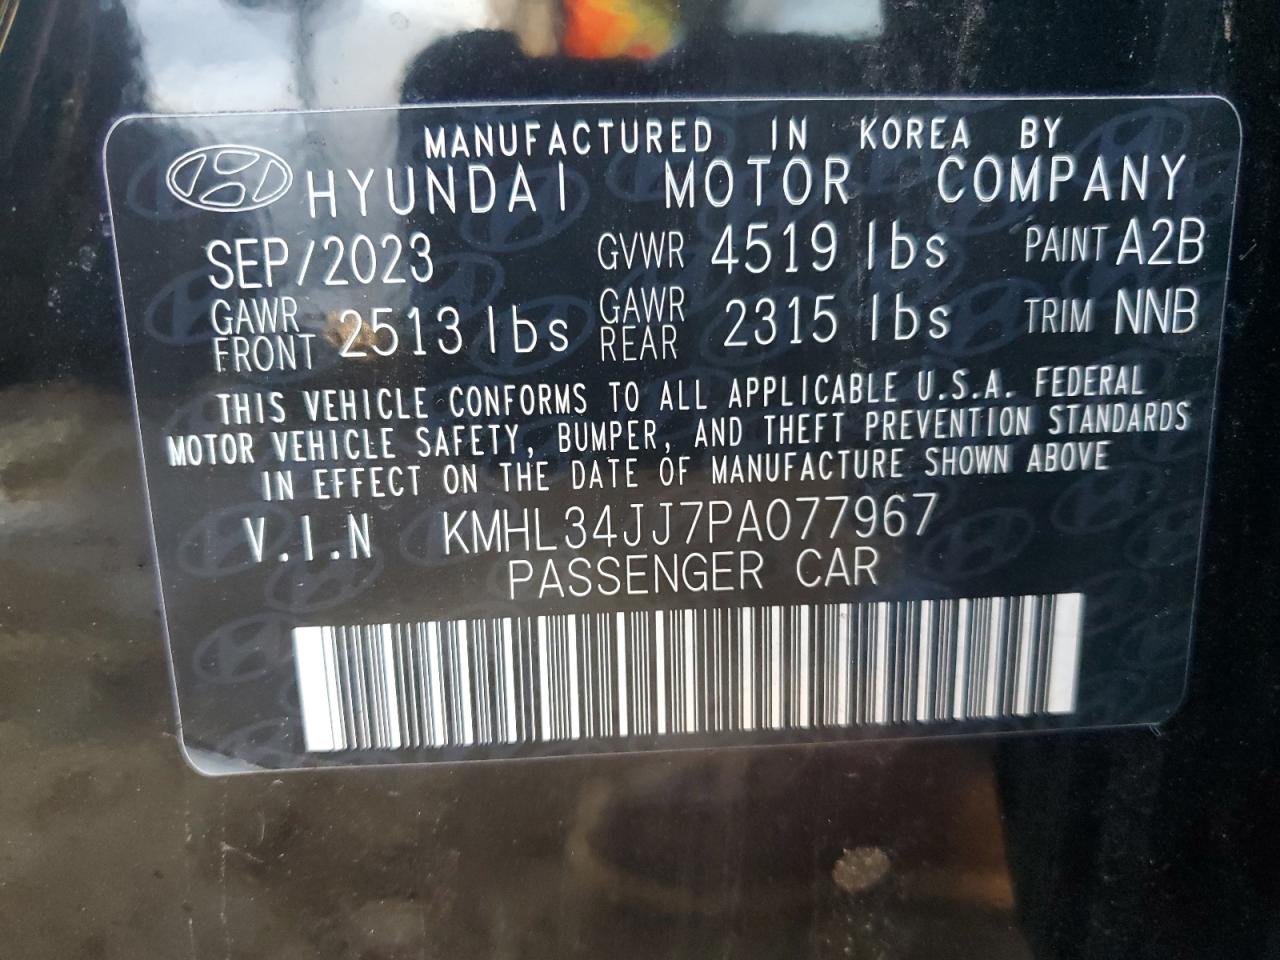 MANUFACTURED IN KOREA BY
HYUNDAI MOTOR COMPANY
SEP/2023 GVWR 4519 lbs PAINT A2B
GAWR FRONT 2513 lbs GAWR REAR 2315 lbs TRIM NNB
THIS VEHICLE CONFORMS TO ALL APPLICABLE U.S.A. FEDERAL
MOTOR VEHICLE SAFETY, BUMPER, AND THEFT PREVENTION STANDARDS
IN EFFECT ON THE DATE OF MANUFACTURE SHOWN ABOVE
V.I.N KMHL34JJ7PA077967
PASSENGER CAR